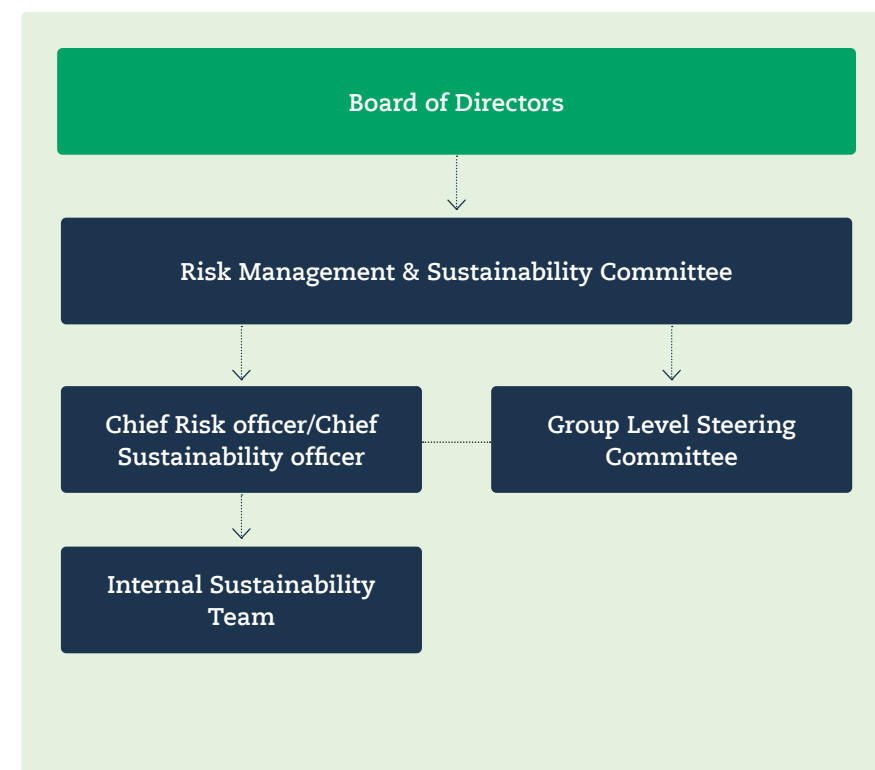 Board of Directors
Risk Management & Sustainability Committee
Chief Risk officer/Chief
Sustainability officer
Group Level Steering
Committee
Internal Sustainability
Team